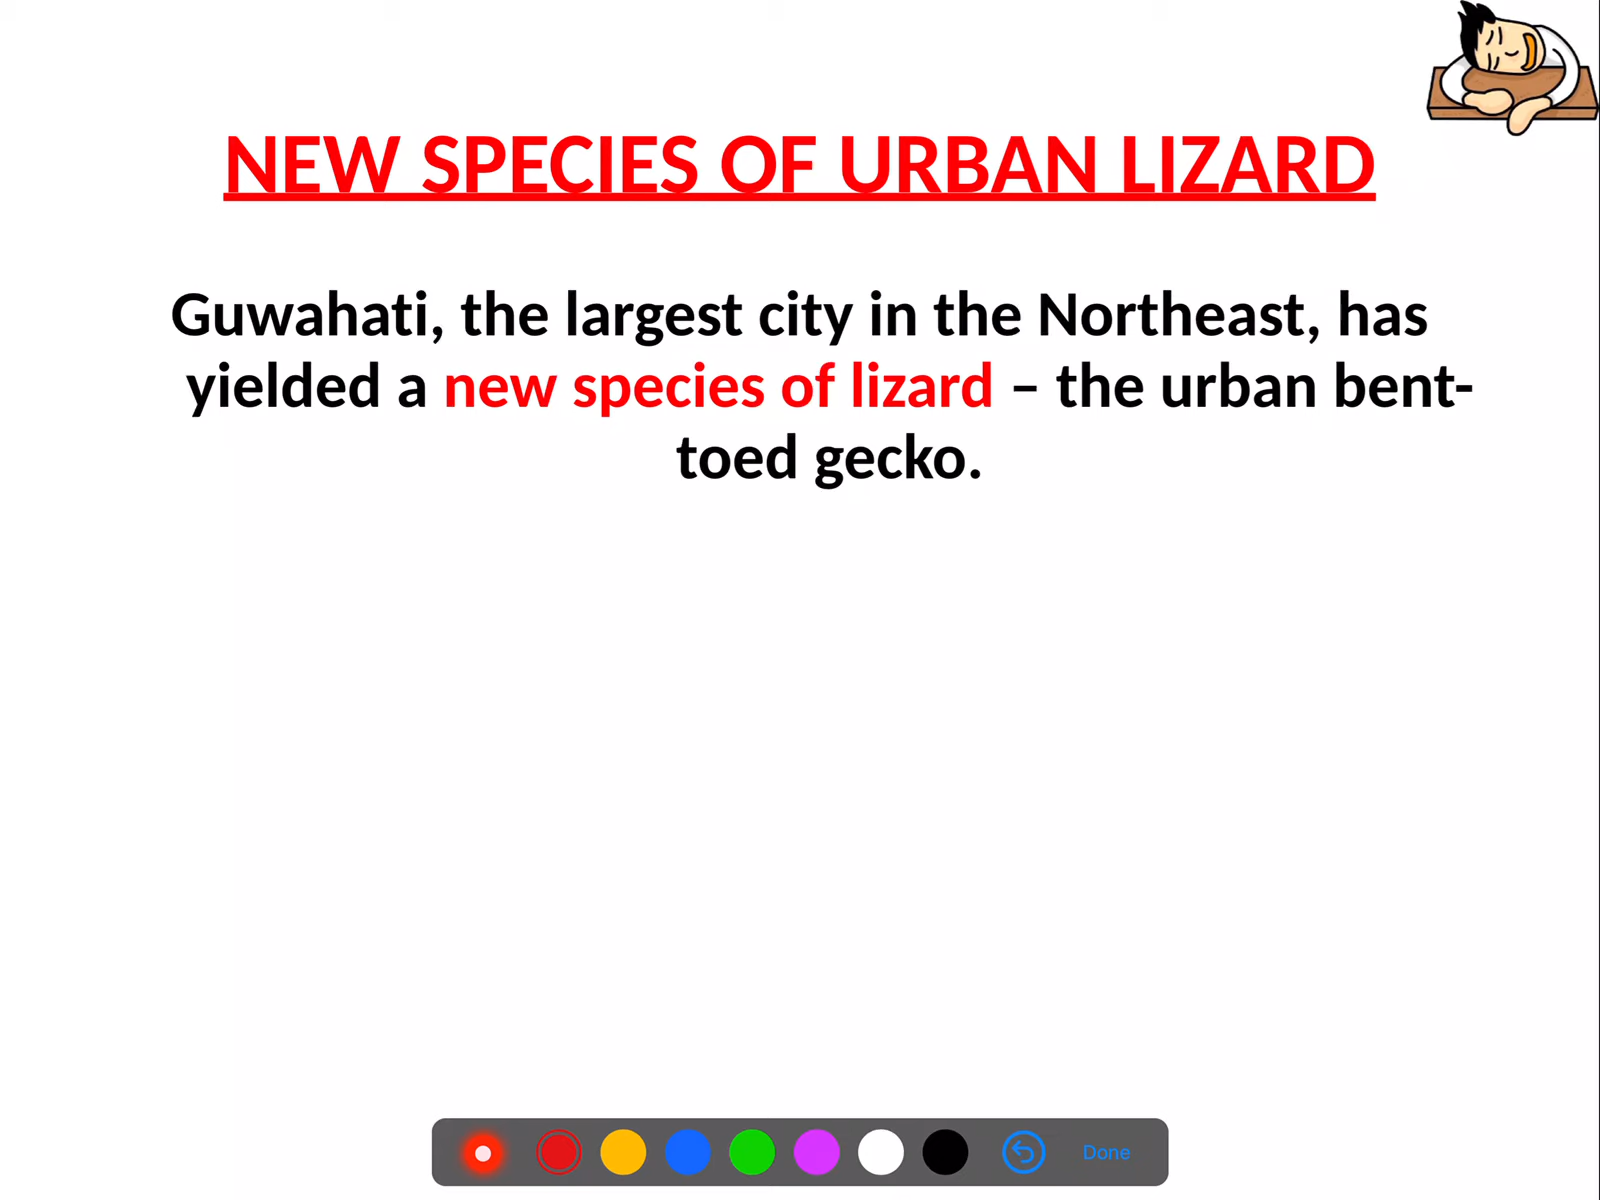 NEW SPECIES OF URBAN LIZARD
Guwahati, the largest city in the Northeast, has
yielded a new species of lizard – the urban bent-
toed gecko.
Done